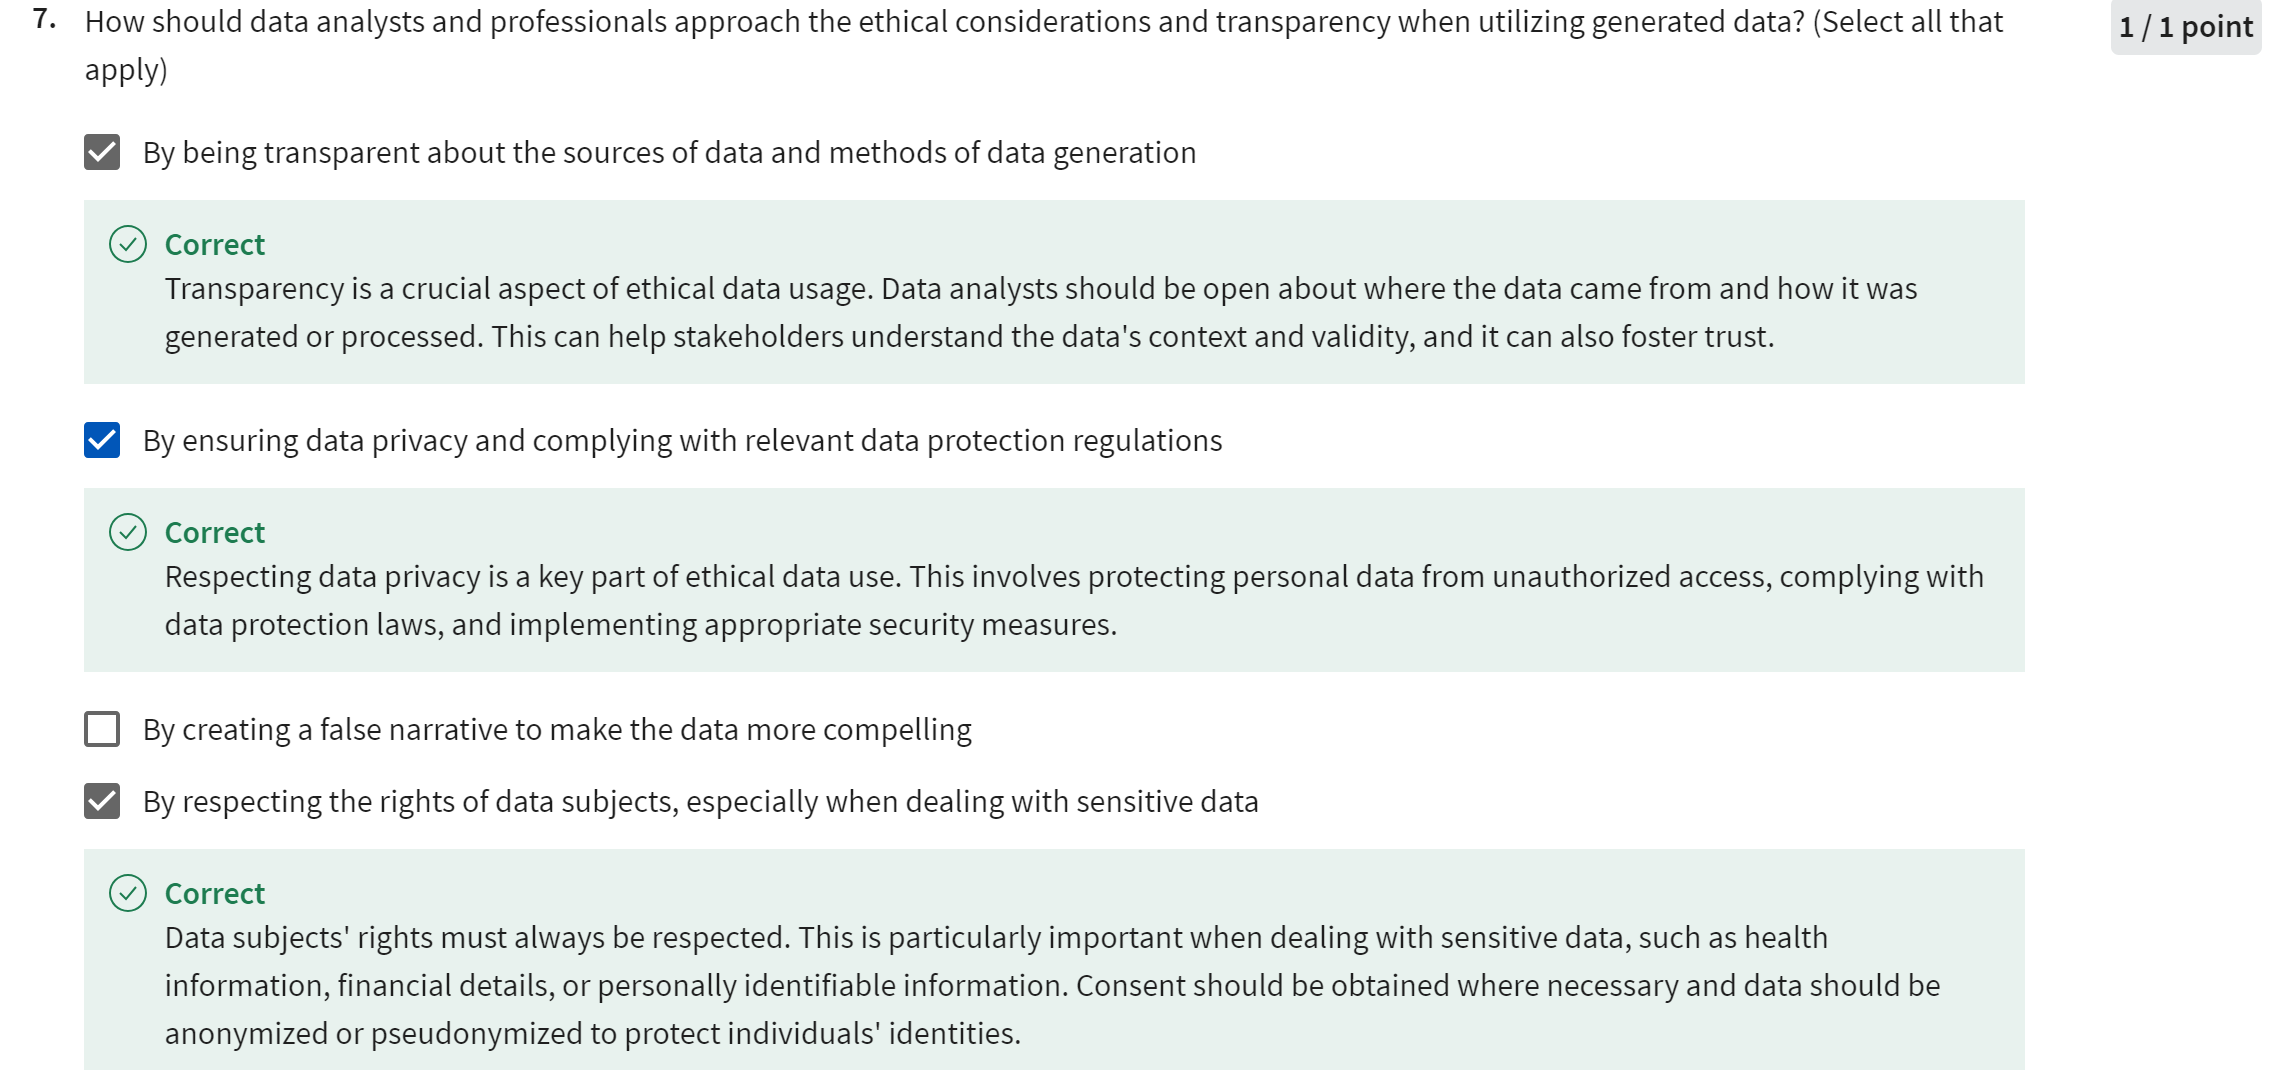 7. How should data analysts and professionals approach the ethical considerations and transparency when utilizing generated data? (Select all that
apply)
1 / 1 point
By being transparent about the sources of data and methods of data generation
Correct
Transparency is a crucial aspect of ethical data usage. Data analysts should be open about where the data came from and how it was
generated or processed. This can help stakeholders understand the data's context and validity, and it can also foster trust.
By ensuring data privacy and complying with relevant data protection regulations
Correct
Respecting data privacy is a key part of ethical data use. This involves protecting personal data from unauthorized access, complying with
data protection laws, and implementing appropriate security measures.
By creating a false narrative to make the data more compelling
By respecting the rights of data subjects, especially when dealing with sensitive data
Correct
Data subjects' rights must always be respected. This is particularly important when dealing with sensitive data, such as health
information, financial details, or personally identifiable information. Consent should be obtained where necessary and data should be
anonymized or pseudonymized to protect individuals' identities.